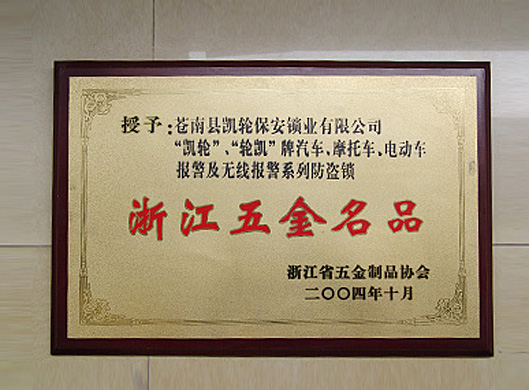 授予：苍南县凯轮保安锁业有限公司
“凯轮”、“轮凯”牌汽车、摩托车、电动车
报警及无线报警系列防盗锁
浙江五金名品
浙江省五金制品协会
二〇〇四年十月